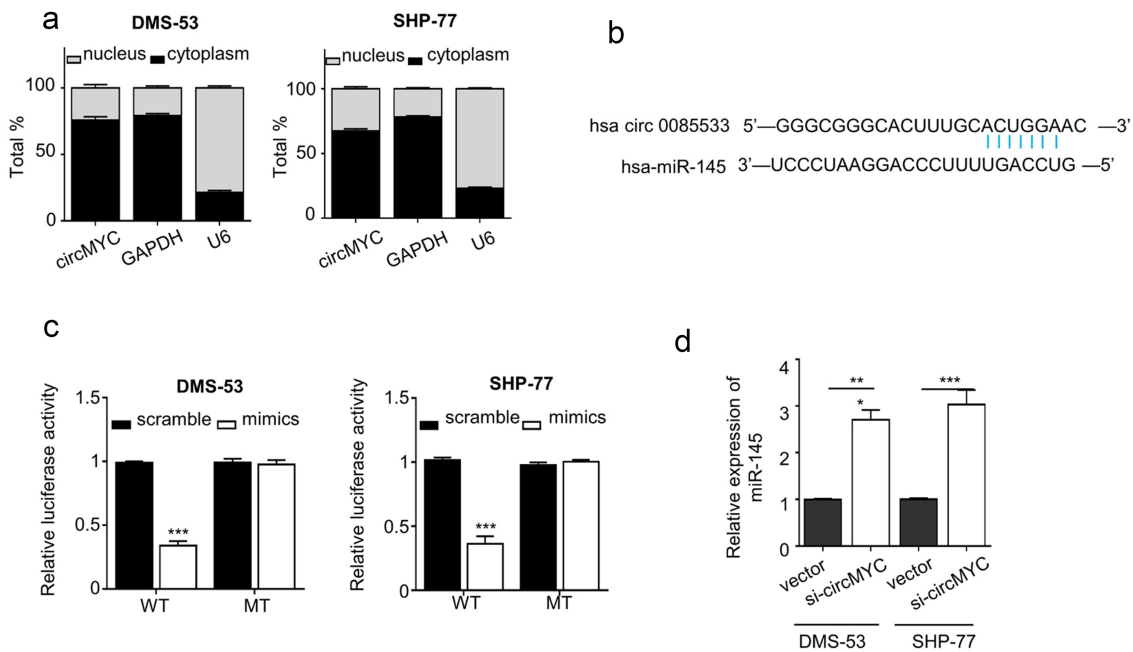 a
DMS-53
nucleus cytoplasm
Total %
100
50
0
circMYC GAPDH U6
SHP-77
nucleus cytoplasm
Total %
100
50
0
circMYC GAPDH U6
b
hsa circ 0085533 5’—GGGCGGGCACUUUGCACUGGAAC —3’
hsa-miR-145 3’—UCCCUAAGGACCCUUUUGACCUG —5’
c
DMS-53
Relative luciferase activity
scramble mimics
1.5
1
0.5
0
***
WT MT
SHP-77
Relative luciferase activity
scramble mimics
1.5
1
0.5
0
***
WT MT
d
Relative expression of
miR-145
4
3
2
1
0
** ***
*
vector si-circMYC vector si-circMYC
DMS-53 SHP-77